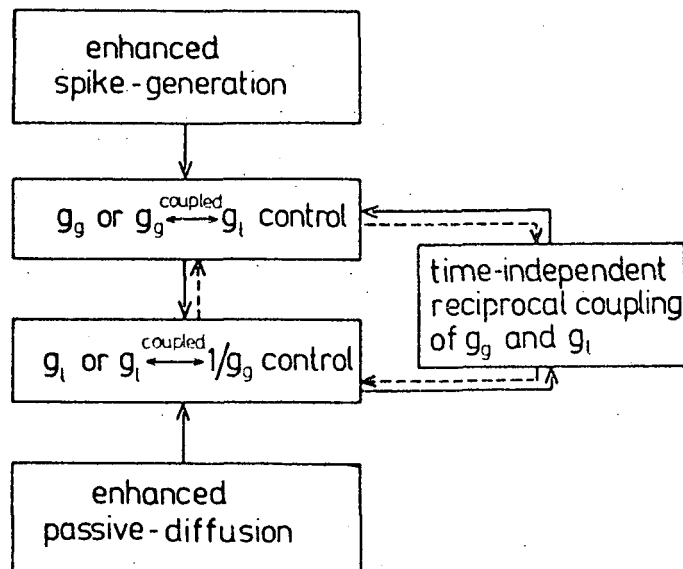 enhanced
spike-generation
coupled
g_g or g_g ⟷ g_l control
time-independent
reciprocal coupling
of g_g and g_l
coupled
g_l or g_l ⟷ 1/g_g control
enhanced
passive-diffusion